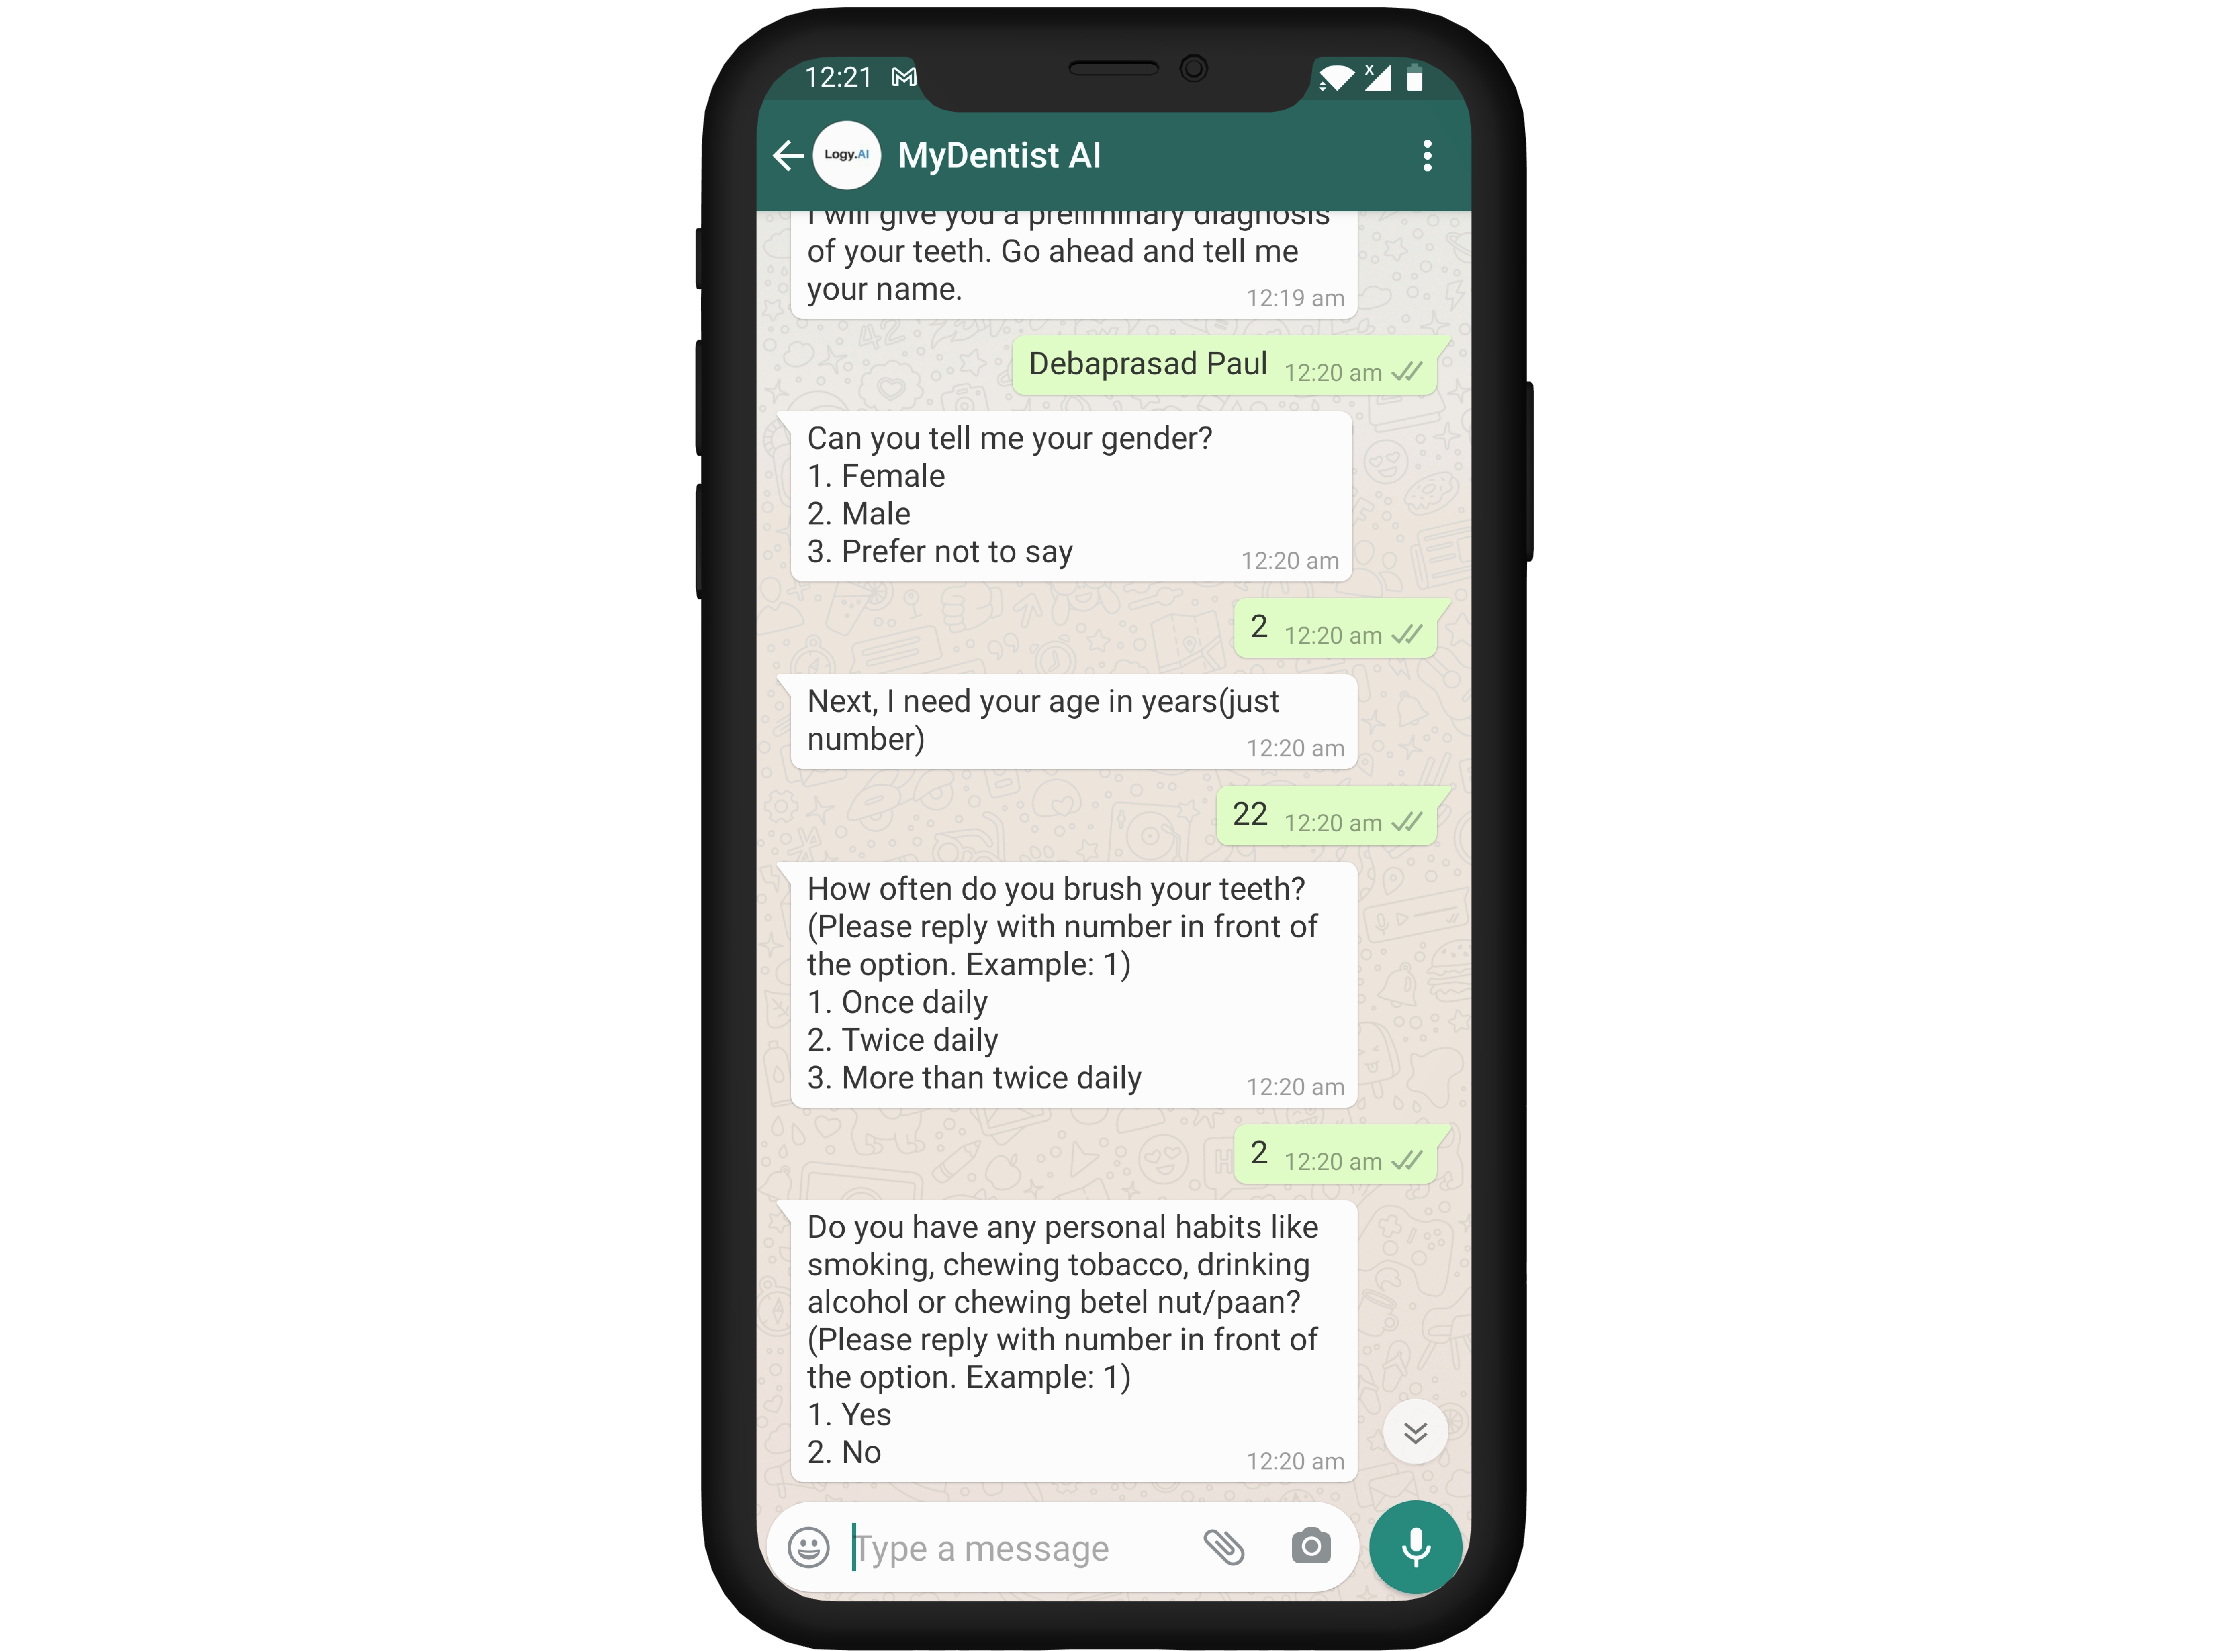 12:21
Logy.AI
MyDentist AI
I will give you a preliminary diagnosis
of your teeth. Go ahead and tell me
your name.
12:19 am
Debaprasad Paul 12:20 am
Can you tell me your gender?
1. Female
2. Male
3. Prefer not to say
12:20 am
2 12:20 am
Next, I need your age in years(just
number)
12:20 am
22 12:20 am
How often do you brush your teeth?
(Please reply with number in front of
the option. Example: 1)
1. Once daily
2. Twice daily
3. More than twice daily
12:20 am
2 12:20 am
Do you have any personal habits like
smoking, chewing tobacco, drinking
alcohol or chewing betel nut/paan?
(Please reply with number in front of
the option. Example: 1)
1. Yes
2. No
12:20 am
Type a message